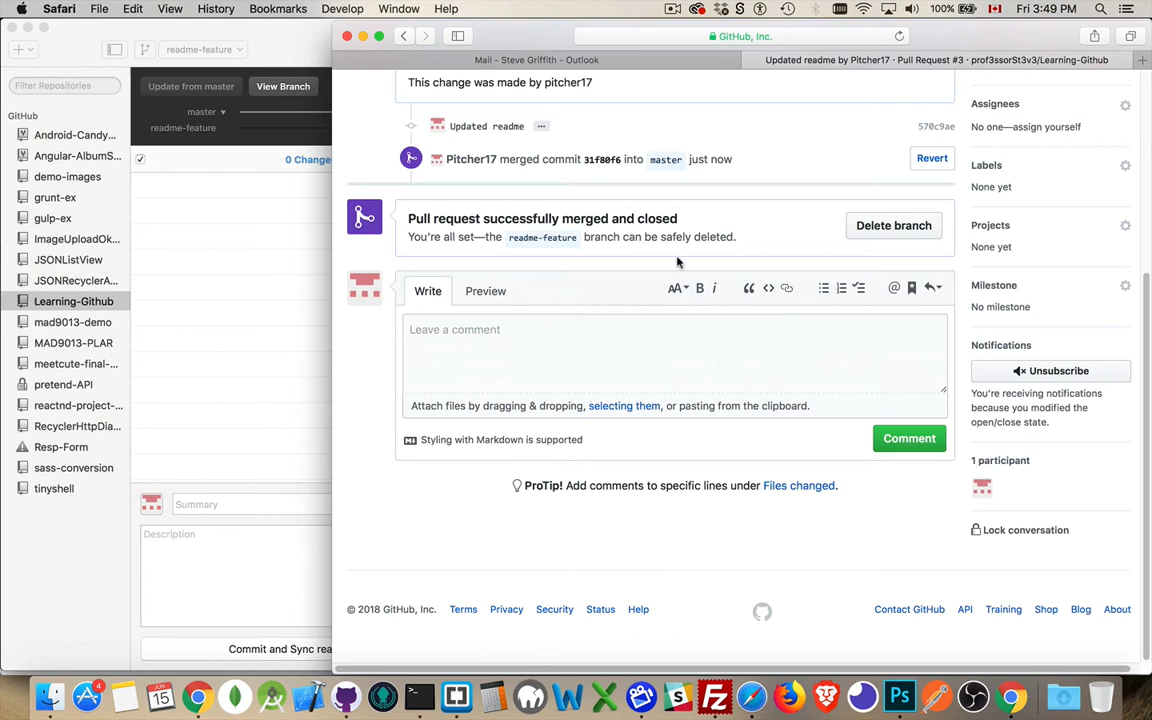 Safari File Edit View History Bookmarks Develop Window Help
100% Fri 3:49 PM
readme-feature
Filter Repositories
GitHub
Android-Candy...
Angular-AlbumS...
demo-images
grunt-ex
gulp-ex
ImageUploadOk...
JSONListView
JSONRecyclerA...
Learning-Github
mad9013-demo
MAD9013-PLAR
meetcute-final-...
pretend-API
reactnd-project-...
RecyclerHttpDia...
Resp-Form
sass-conversion
tinyshell
Update from master View Branch
master
readme-feature
0 Change
Summary
Description
Commit and Sync rea
GitHub, Inc.
Mail - Steve Griffith - Outlook
Updated readme by Pitcher17 · Pull Request #3 · prof3ssorSt3v3/Learning-GitHub
This change was made by pitcher17
Updated readme ... 570c9ae
Pitcher17 merged commit 31f80f6 into master just now
Revert
Pull request successfully merged and closed
You're all set—the readme-feature branch can be safely deleted.
Delete branch
Write Preview
AA B i
Leave a comment
Attach files by dragging & dropping, selecting them, or pasting from the clipboard.
Styling with Markdown is supported
Comment
ProTip! Add comments to specific lines under Files changed.
Assignees
No one—assign yourself
Labels
None yet
Projects
None yet
Milestone
No milestone
Notifications
Unsubscribe
You're receiving notifications
because you modified the
open/close state.
1 participant
Lock conversation
© 2018 GitHub, Inc. Terms Privacy Security Status Help
Contact GitHub API Training Shop Blog About
4
JUN
15
W
X
S
Fz
Ps